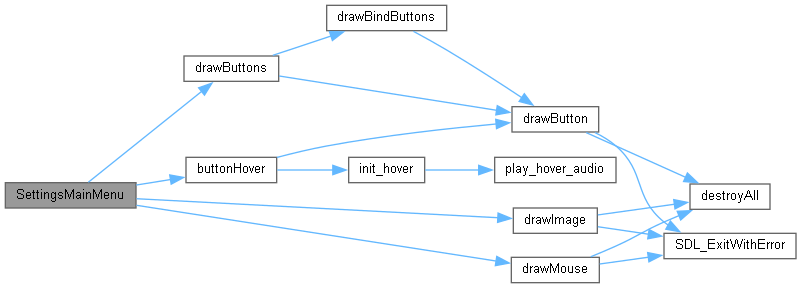 drawBindButtons
drawButtons
drawButton
buttonHover
init_hover
play_hover_audio
SettingsMainMenu
destroyAll
drawImage
SDL_ExitWithError
drawMouse